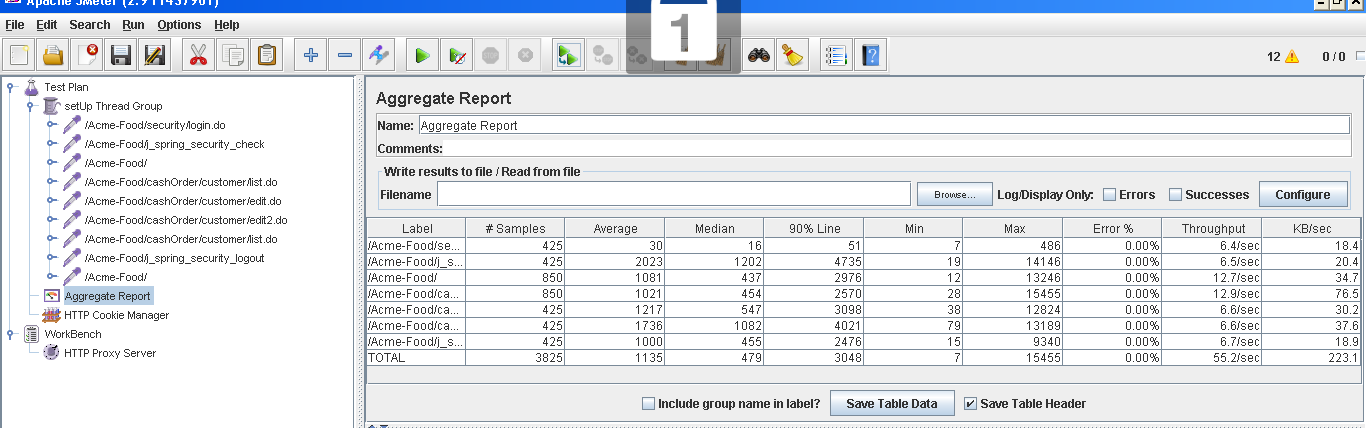 Apache JMeter (2.9.1437961)
1
File Edit Search Run Options Help
12 0 / 0
Test Plan
setUp Thread Group
/Acme-Food/security/login.do
/Acme-Food/j_spring_security_check
/Acme-Food/
/Acme-Food/cashOrder/customer/list.do
/Acme-Food/cashOrder/customer/edit.do
/Acme-Food/cashOrder/customer/edit2.do
/Acme-Food/cashOrder/customer/list.do
/Acme-Food/j_spring_security_logout
/Acme-Food/
Aggregate Report
HTTP Cookie Manager
WorkBench
HTTP Proxy Server
Aggregate Report
Name: Aggregate Report
Comments:
Write results to file / Read from file
Filename Browse... Log/Display Only: Errors Successes Configure
Label # Samples Average Median 90% Line Min Max Error % Throughput KB/sec
/Acme-Food/se... 425 30 16 51 7 486 0.00% 6.4/sec 18.4
/Acme-Food/j_s... 425 2023 1202 4735 19 14146 0.00% 6.5/sec 20.4
/Acme-Food/ 850 1081 437 2976 12 13246 0.00% 12.7/sec 34.7
/Acme-Food/ca... 850 1021 454 2570 28 15455 0.00% 12.9/sec 76.5
/Acme-Food/ca... 425 1217 547 3098 38 12824 0.00% 6.6/sec 30.2
/Acme-Food/ca... 425 1736 1082 4021 79 13189 0.00% 6.6/sec 37.6
/Acme-Food/j_s... 425 1000 455 2476 15 9340 0.00% 6.7/sec 18.9
TOTAL 3825 1135 479 3048 7 15455 0.00% 55.2/sec 223.1
Include group name in label? Save Table Data Save Table Header